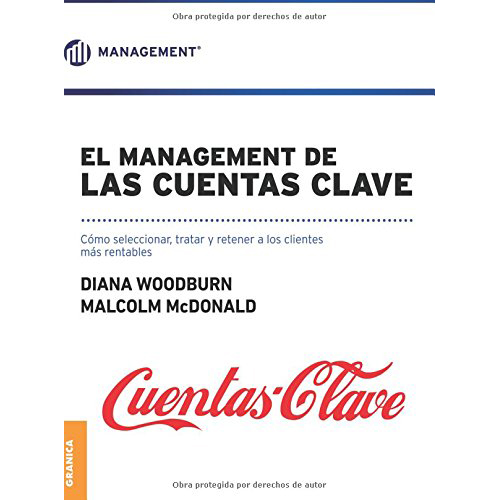 Obra protegida por derechos de autor
MANAGEMENT®
EL MANAGEMENT DE
LAS CUENTAS CLAVE
Cómo seleccionar, tratar y retener a los clientes
más rentables
DIANA WOODBURN
MALCOLM McDONALD
Cuentas-Clave
GRANICA
Obra protegida por derechos de autor